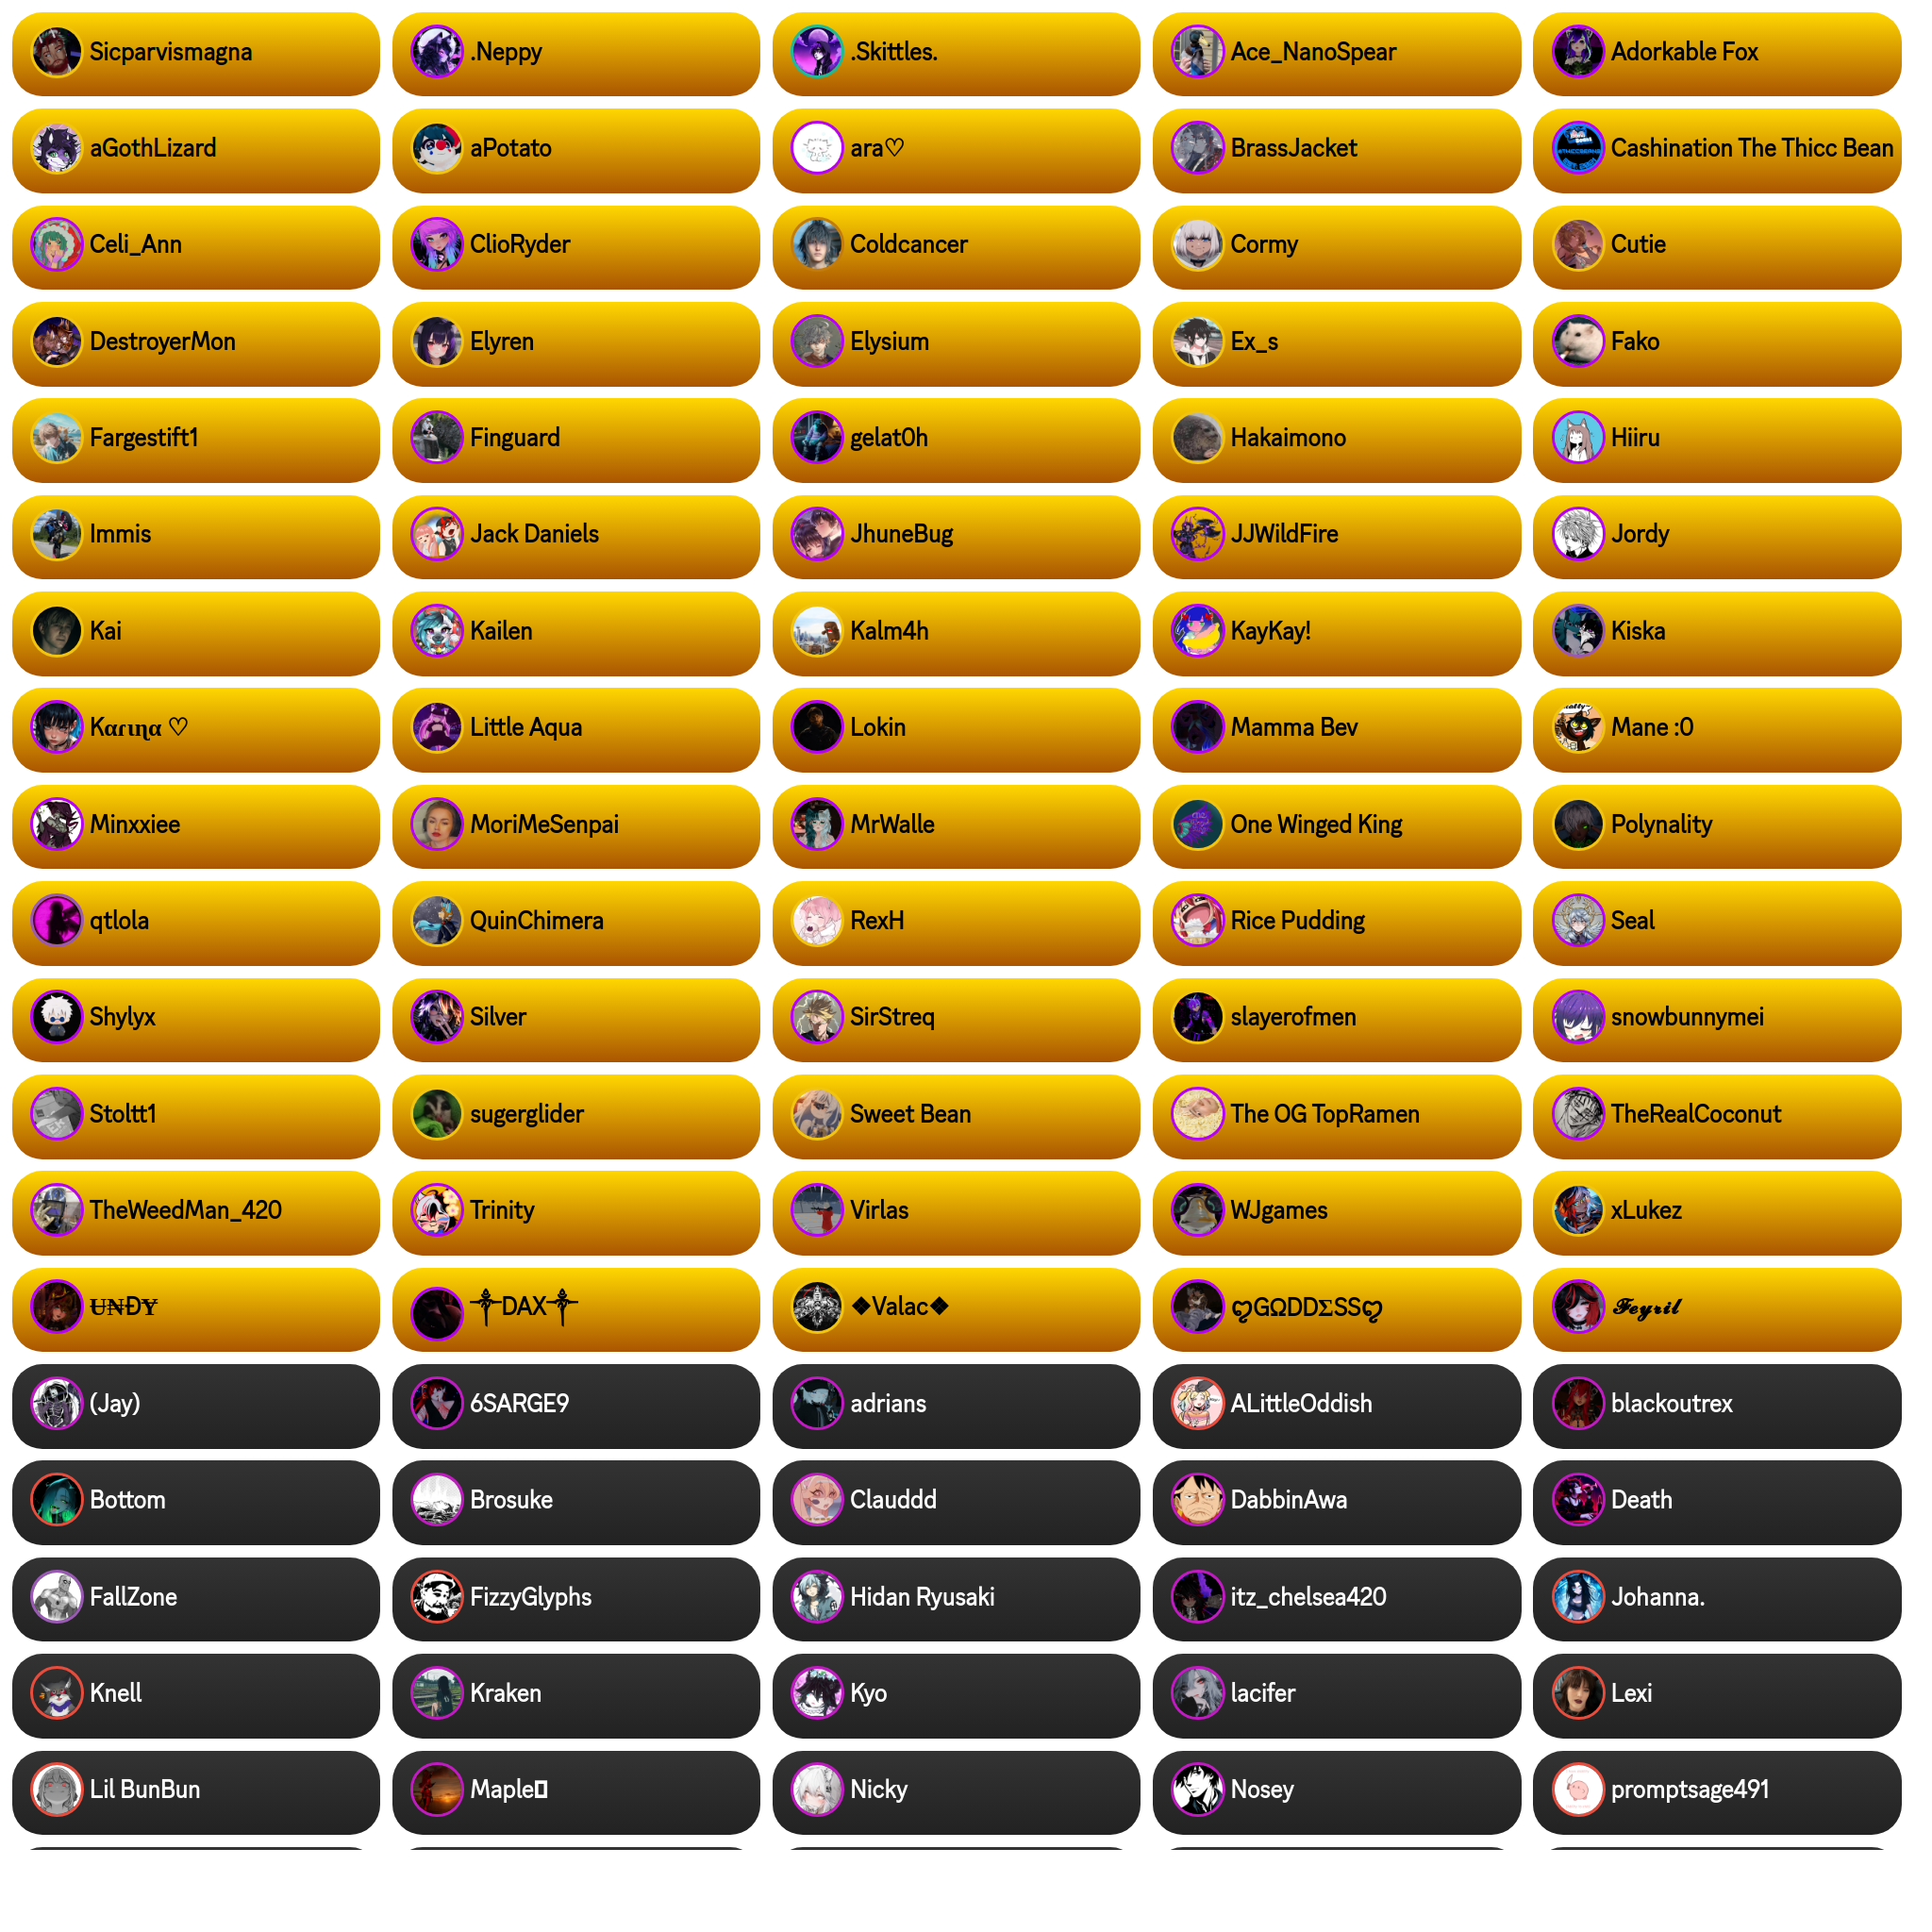 Sicparvismagna
.Neppy
.Skittles.
Ace_NanoSpear
Adorkable Fox
aGothLizard
aPotato
ara♡
BrassJacket
Cashination The Thicc Bean
Celi_Ann
ClioRyder
Coldcancer
Cormy
Cutie
DestroyerMon
Elyren
Elysium
Ex_s
Fako
Fargestift1
Finguard
gelat0h
Hakaimono
Hiiru
Immis
Jack Daniels
JhuneBug
JJWildFire
Jordy
Kai
Kailen
Kalm4h
KayKay!
Kiska
Kαɾιɳα ♡
Little Aqua
Lokin
Mamma Bev
Mane :0
Minxxiee
MoriMeSenpai
MrWalle
One Winged King
Polynality
qtlola
QuinChimera
RexH
Rice Pudding
Seal
Shylyx
Silver
SirStreq
slayerofmen
snowbunnymei
Stoltt1
sugerglider
Sweet Bean
The OG TopRamen
TheRealCoconut
TheWeedMan_420
Trinity
Virlas
WJgames
xLukez
U̶N̶ĐY̶
༒DAX༒
❖Valac❖
ღGΩDDΣSSღ
𝓕𝓮𝔂𝓻𝓲𝓵
(Jay)
6SARGE9
adrians
ALittleOddish
blackoutrex
Bottom
Brosuke
Clauddd
DabbinAwa
Death
FallZone
FizzyGlyphs
Hidan Ryusaki
itz_chelsea420
Johanna.
Knell
Kraken
Kyo
lacifer
Lexi
Lil BunBun
Maple
Nicky
Nosey
promptsage491